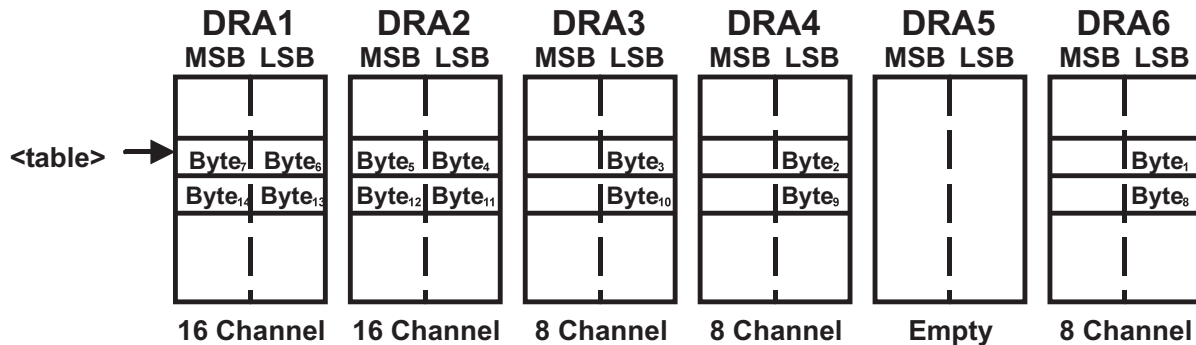 DRA1 DRA2 DRA3 DRA4 DRA5 DRA6
MSB LSB MSB LSB MSB LSB MSB LSB MSB LSB MSB LSB
<table> Byte₇ Byte₆ Byte₅ Byte₄ Byte₃ Byte₂ Byte₁
Byte₁₄ Byte₁₃ Byte₁₂ Byte₁₁ Byte₁₀ Byte₉ Byte₈
16 Channel 16 Channel 8 Channel 8 Channel Empty 8 Channel